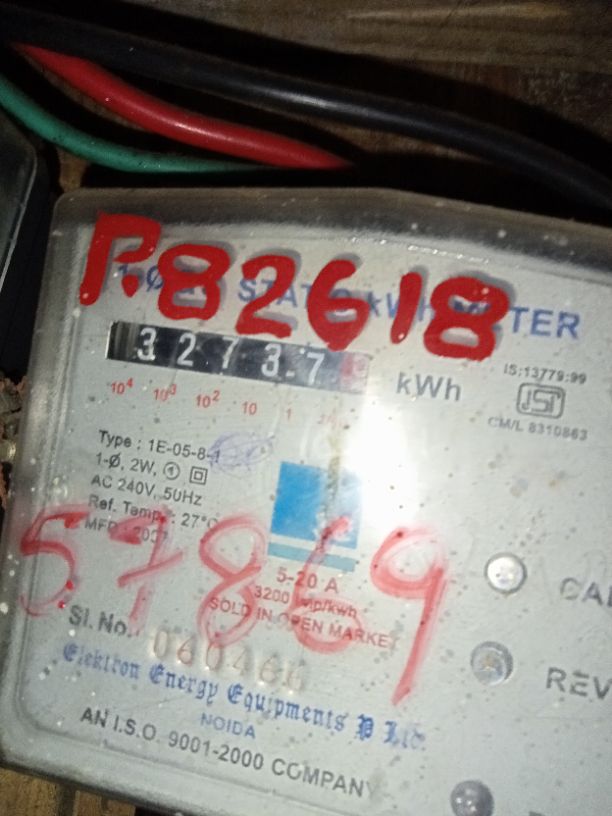 P.82618
1-Ø STATIC kWh METER
3 2 7 3.7
kWh
IS:13779:99
ISI
CM/L 8310863
10⁴ 10³ 10² 10 1
Type : 1E-05-8-1
1-Ø, 2W,
AC 240V, 50Hz
Ref. Temp. : 27°C
57869
5-20 A
3200 imp/kwh
SOLD IN OPEN MARKET
CAL
REV
Sl. No.
Elektron Energy Equipments P Ltd.
NOIDA
AN I.S.O. 9001-2000 COMPANY